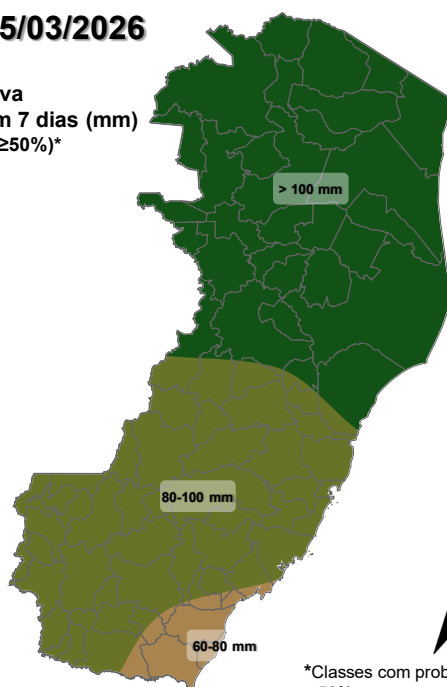 5/03/2026
va
m 7 dias (mm)
≥50%)*
> 100 mm
80-100 mm
60-80 mm
*Classes com prob